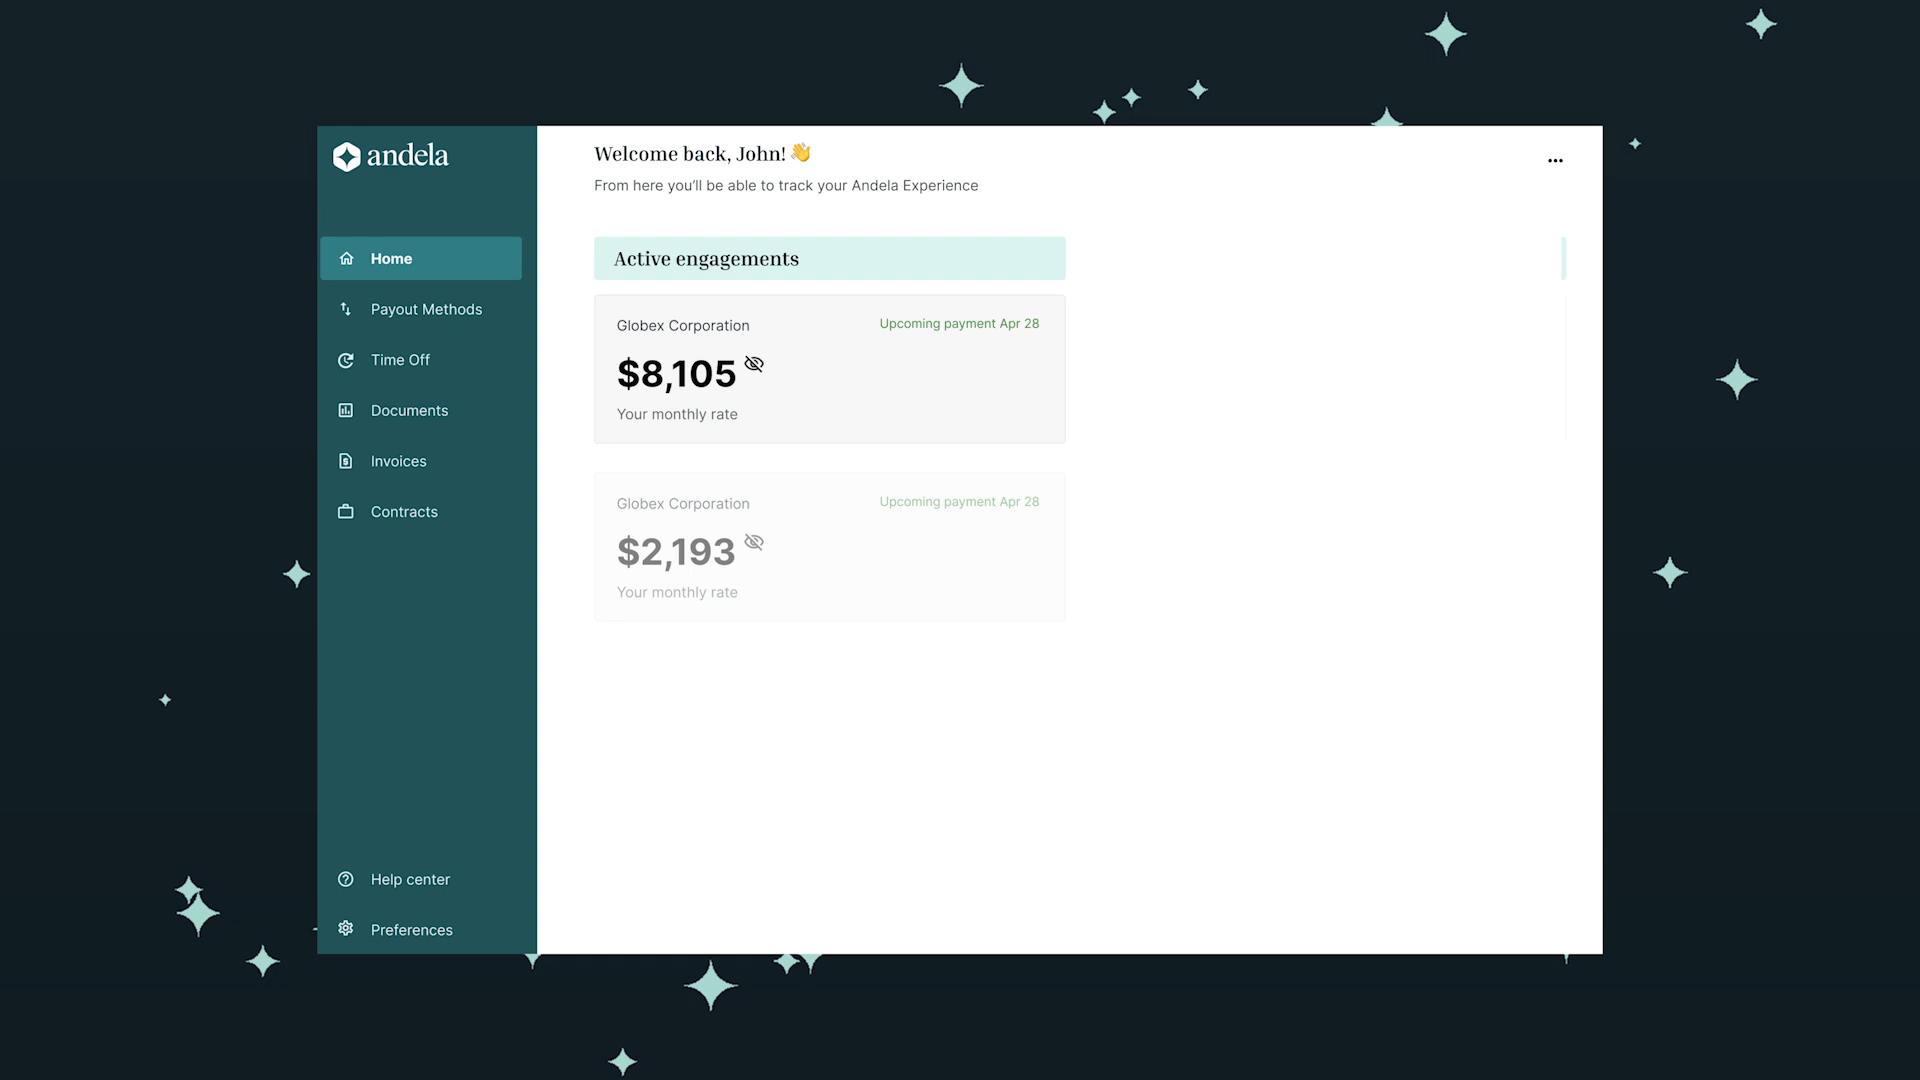 andela
Home
Payout Methods
Time Off
Documents
Invoices
Contracts
Help center
Preferences
Welcome back, John! 👋
From here you’ll be able to track your Andela Experience
Active engagements
Globex Corporation
Upcoming payment Apr 28
$8,105
Your monthly rate
Globex Corporation
Upcoming payment Apr 28
$2,193
Your monthly rate